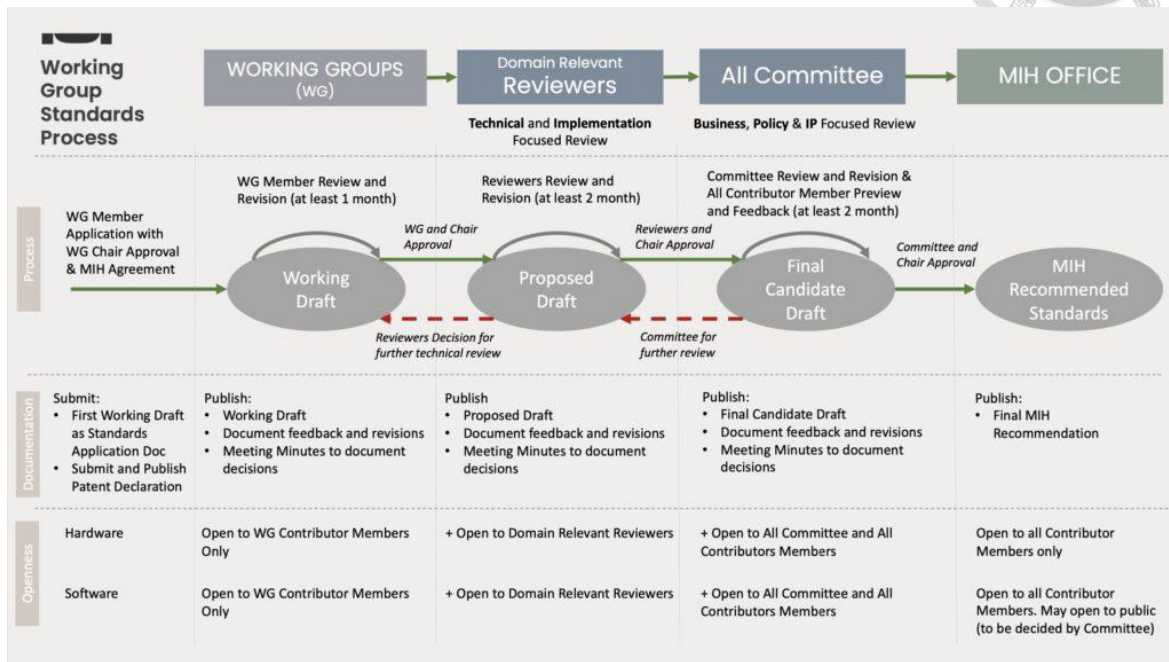 Working
Group
Standards
Process
WORKING GROUPS
(WG)
Domain Relevant
Reviewers
All Committee
MIH OFFICE
Technical and Implementation
Focused Review
Business, Policy & IP Focused Review
Process
WG Member
Application with
WG Chair Approval
& MIH Agreement
WG Member Review and
Revision (at least 1 month)
Working
Draft
WG and Chair
Approval
Reviewers Decision for
further technical review
Reviewers Review and
Revision (at least 2 month)
Proposed
Draft
Reviewers and
Chair Approval
Committee for
further review
Committee Review and Revision &
All Contributor Member Preview
and Feedback (at least 2 month)
Final
Candidate
Draft
Committee and
Chair Approval
MIH
Recommended
Standards
Documentation
Submit:
• First Working Draft
as Standards
Application Doc
• Submit and Publish
Patent Declaration
Publish:
• Working Draft
• Document feedback and revisions
• Meeting Minutes to document
decisions
Publish
• Proposed Draft
• Document feedback and revisions
• Meeting Minutes to document
decisions
Publish:
• Final Candidate Draft
• Document feedback and revisions
• Meeting Minutes to document
decisions
Publish:
• Final MIH
Recommendation
Openness
Hardware
Open to WG Contributor Members
Only
+ Open to Domain Relevant Reviewers
+ Open to All Committee and All
Contributors Members
Open to all Contributor
Members only
Software
Open to WG Contributor Members
Only
+ Open to Domain Relevant Reviewers
+ Open to All Committee and All
Contributors Members
Open to all Contributor
Members. May open to public
(to be decided by Committee)